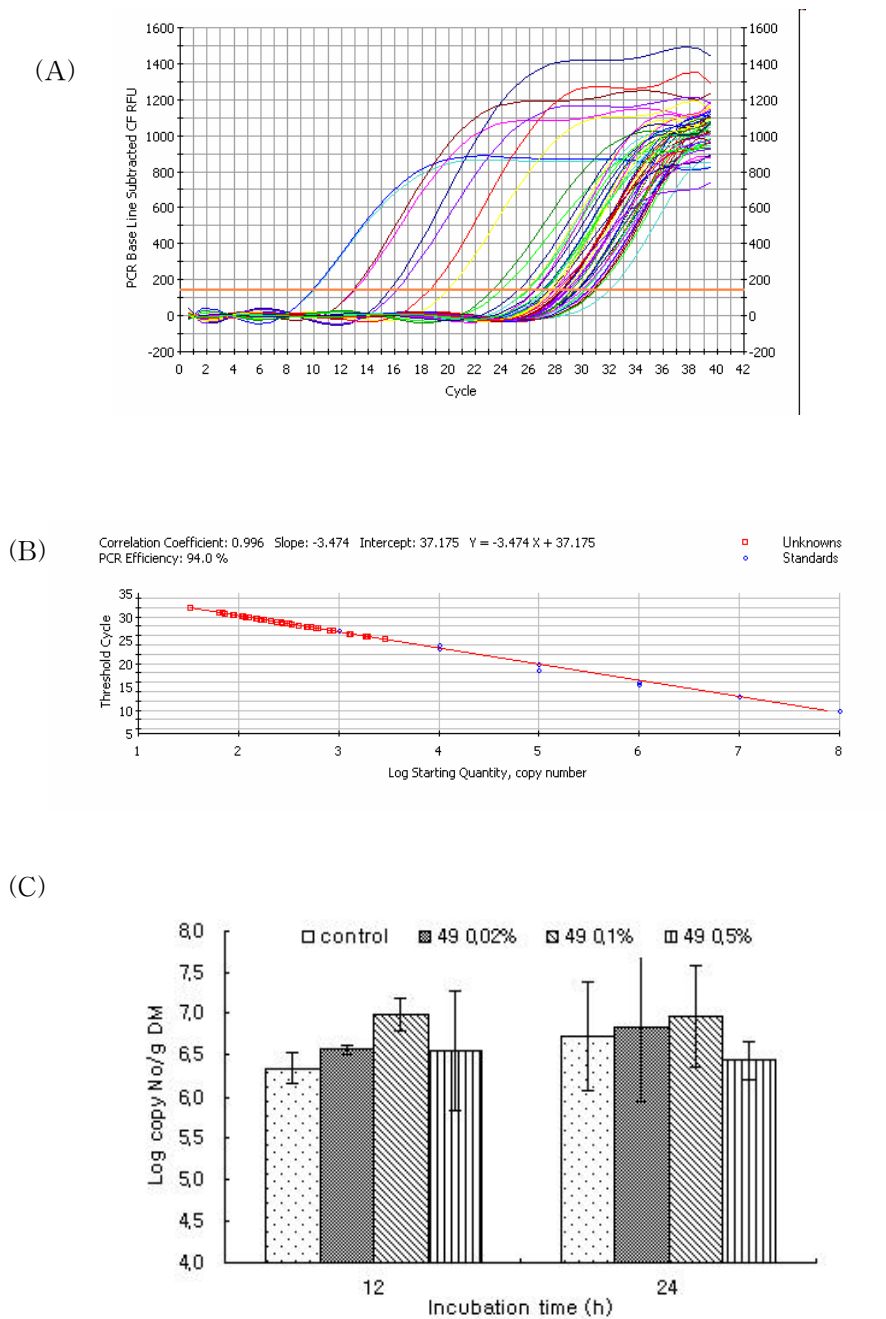 (A)
1600 1600
1400 1400
1200 1200
1000 1000
800 800
600 600
400 400
200 200
0 0
-200 -200
PCR Base Line Subtracted CF RFU
0 2 4 6 8 10 12 14 16 18 20 22 24 26 28 30 32 34 36 38 40 42
Cycle
(B)
Correlation Coefficient: 0.996 Slope: -3.474 Intercept: 37.175 Y = -3.474 X + 37.175
PCR Efficiency: 94.0 %
Unknowns
Standards
35
30
25
20
15
10
5
Threshold Cycle
1 2 3 4 5 6 7 8
Log Starting Quantity, copy number
(C)
control 49 0,02% 49 0,1% 49 0,5%
8,0
7,5
7,0
6,5
6,0
5,5
5,0
4,5
4,0
Log copy No/g DM
12 24
Incubation time (h)